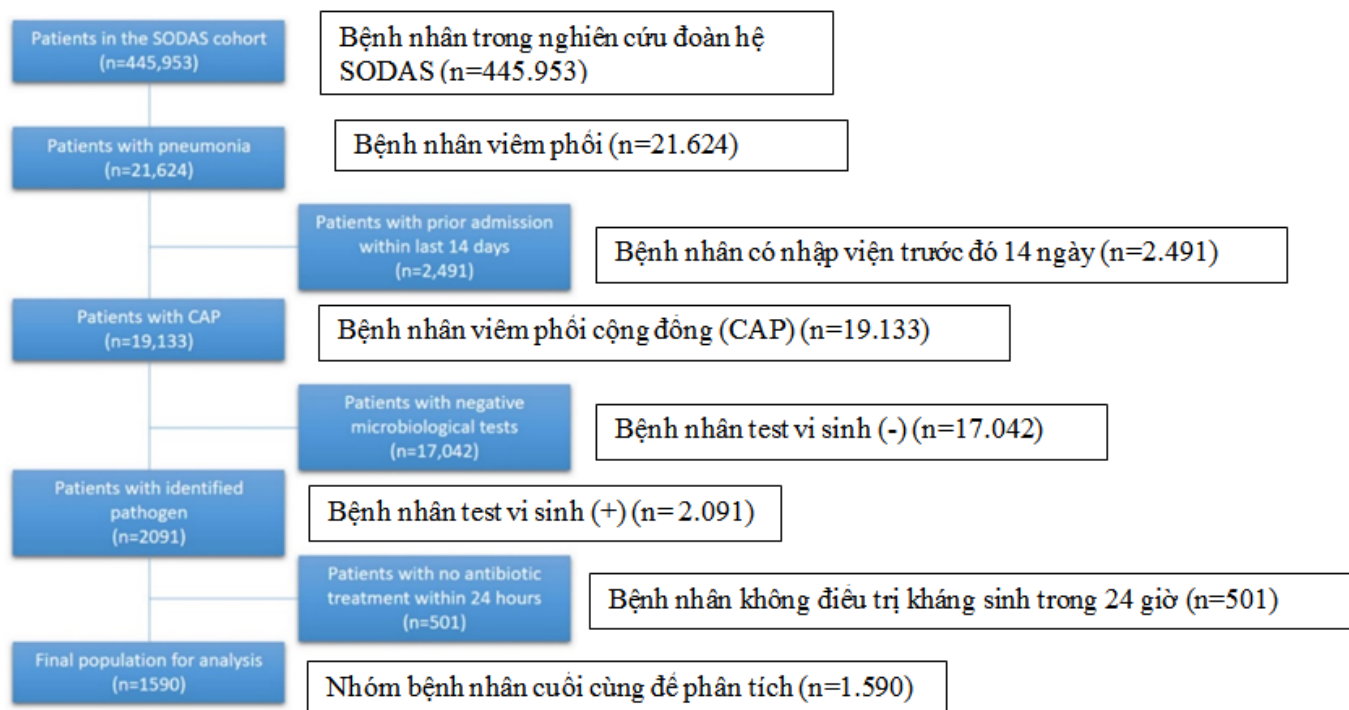 Patients in the SODAS cohort
(n=445,953)
Bệnh nhân trong nghiên cứu đoàn hệ
SODAS (n=445.953)
Patients with pneumonia
(n=21,624)
Bệnh nhân viêm phổi (n=21.624)
Patients with prior admission
within last 14 days
(n=2,491)
Bệnh nhân có nhập viện trước đó 14 ngày (n=2.491)
Patients with CAP
(n=19,133)
Bệnh nhân viêm phổi cộng đồng (CAP) (n=19.133)
Patients with negative
microbiological tests
(n=17,042)
Bệnh nhân test vi sinh (-) (n=17.042)
Patients with identified
pathogen
(n=2091)
Bệnh nhân test vi sinh (+) (n= 2.091)
Patients with no antibiotic
treatment within 24 hours
(n=501)
Bệnh nhân không điều trị kháng sinh trong 24 giờ (n=501)
Final population for analysis
(n=1590)
Nhóm bệnh nhân cuối cùng để phân tích (n=1.590)